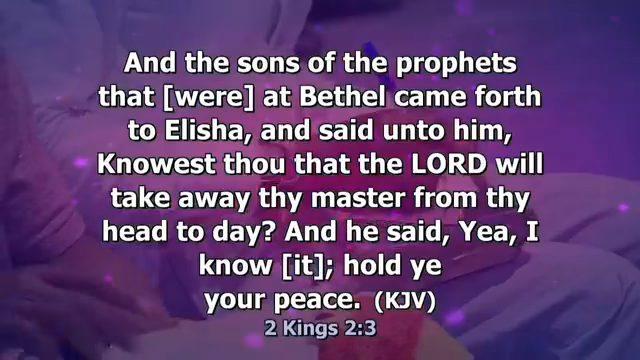 And the sons of the prophets
that [were] at Bethel came forth
to Elisha, and said unto him,
Knowest thou that the LORD will
take away thy master from thy
head to day? And he said, Yea, I
know [it]; hold ye
your peace. (KJV)
2 Kings 2:3